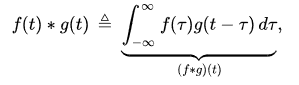 f(t) * g(t) ≜ ∫_{-∞}^{∞} f(τ)g(t − τ) dτ,
(f*g)(t)